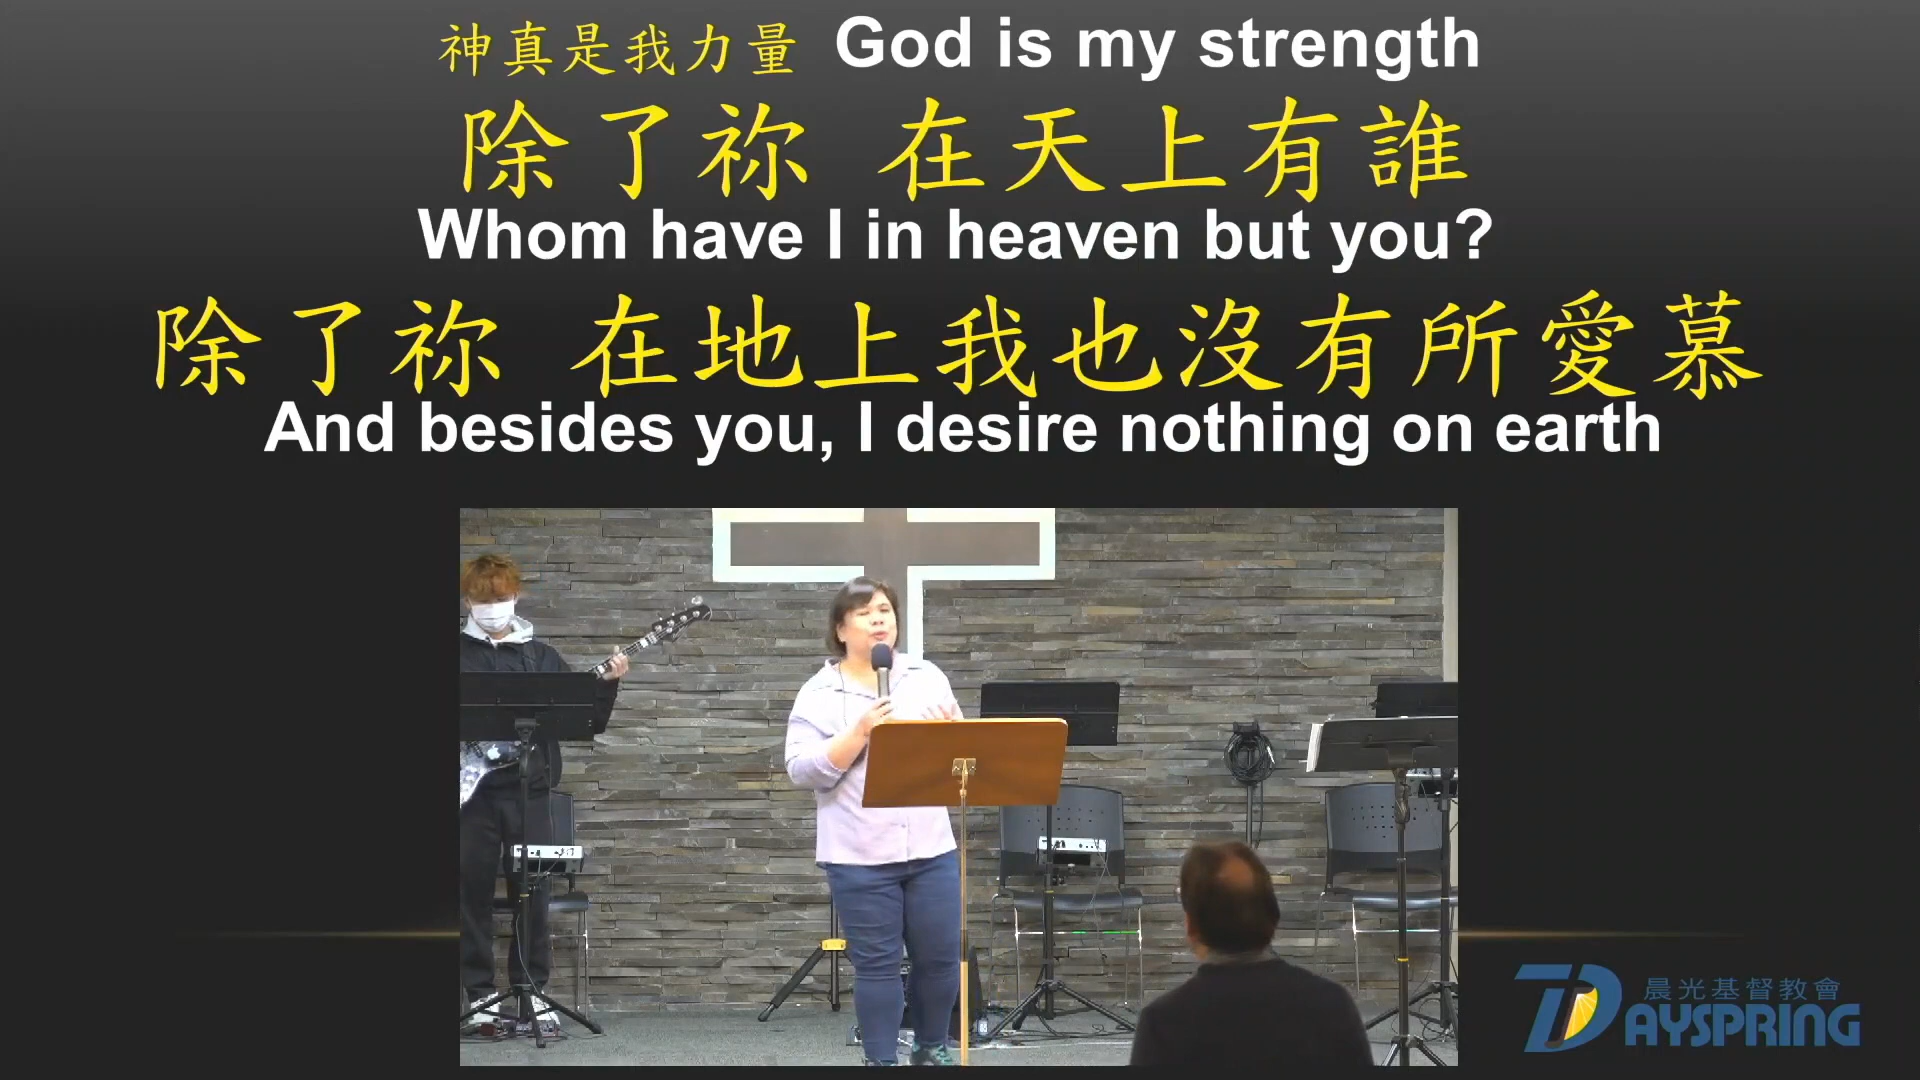 神真是我力量 God is my strength
除了祢 在天上有誰
Whom have I in heaven but you?
除了祢 在地上我也沒有所愛慕
And besides you, I desire nothing on earth
晨光基督教會
DAYSPRING